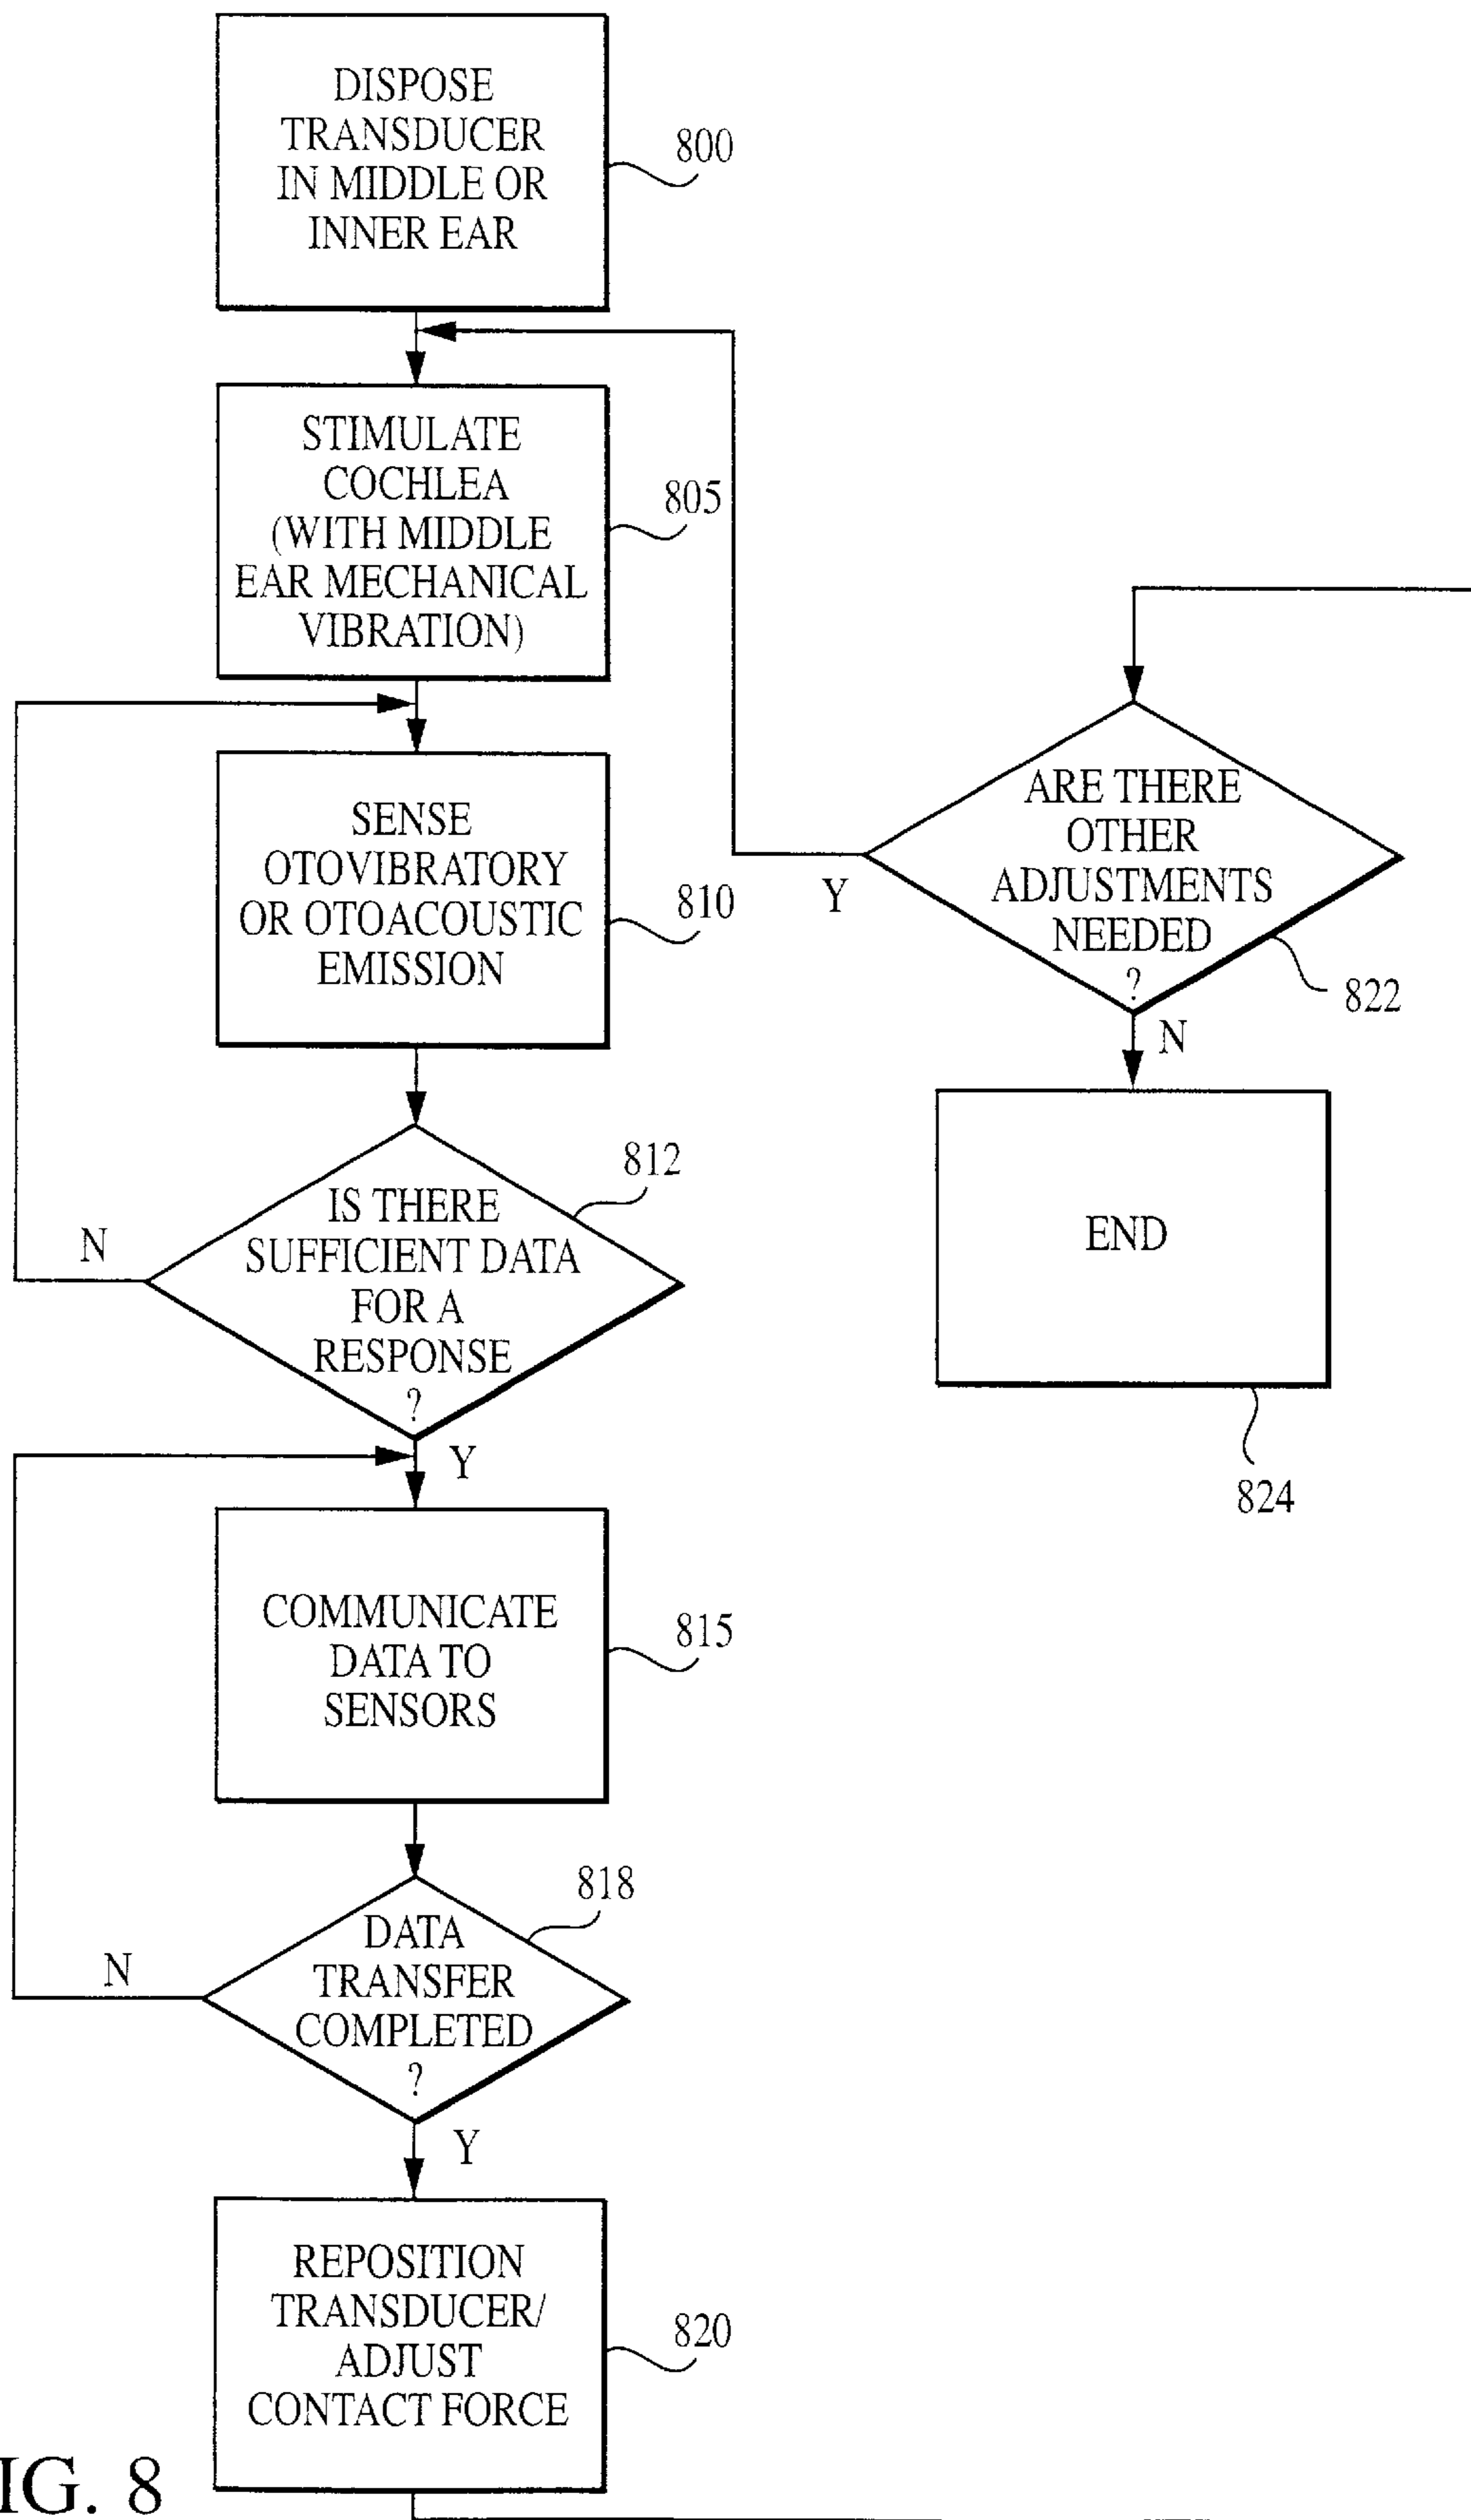 DISPOSE
TRANSDUCER
IN MIDDLE OR
INNER EAR
800
STIMULATE
COCHLEA
(WITH MIDDLE
EAR MECHANICAL
VIBRATION)
805
SENSE
OTOVIBRATORY
OR OTOACOUSTIC
EMISSION
810
812
IS THERE
SUFFICIENT DATA
FOR A
RESPONSE
?
N
Y
COMMUNICATE
DATA TO
SENSORS
815
818
DATA
TRANSFER
COMPLETED
?
N
Y
REPOSITION
TRANSDUCER/
ADJUST
CONTACT FORCE
820
ARE THERE
OTHER
ADJUSTMENTS
NEEDED
?
822
Y
N
END
824
IG. 8